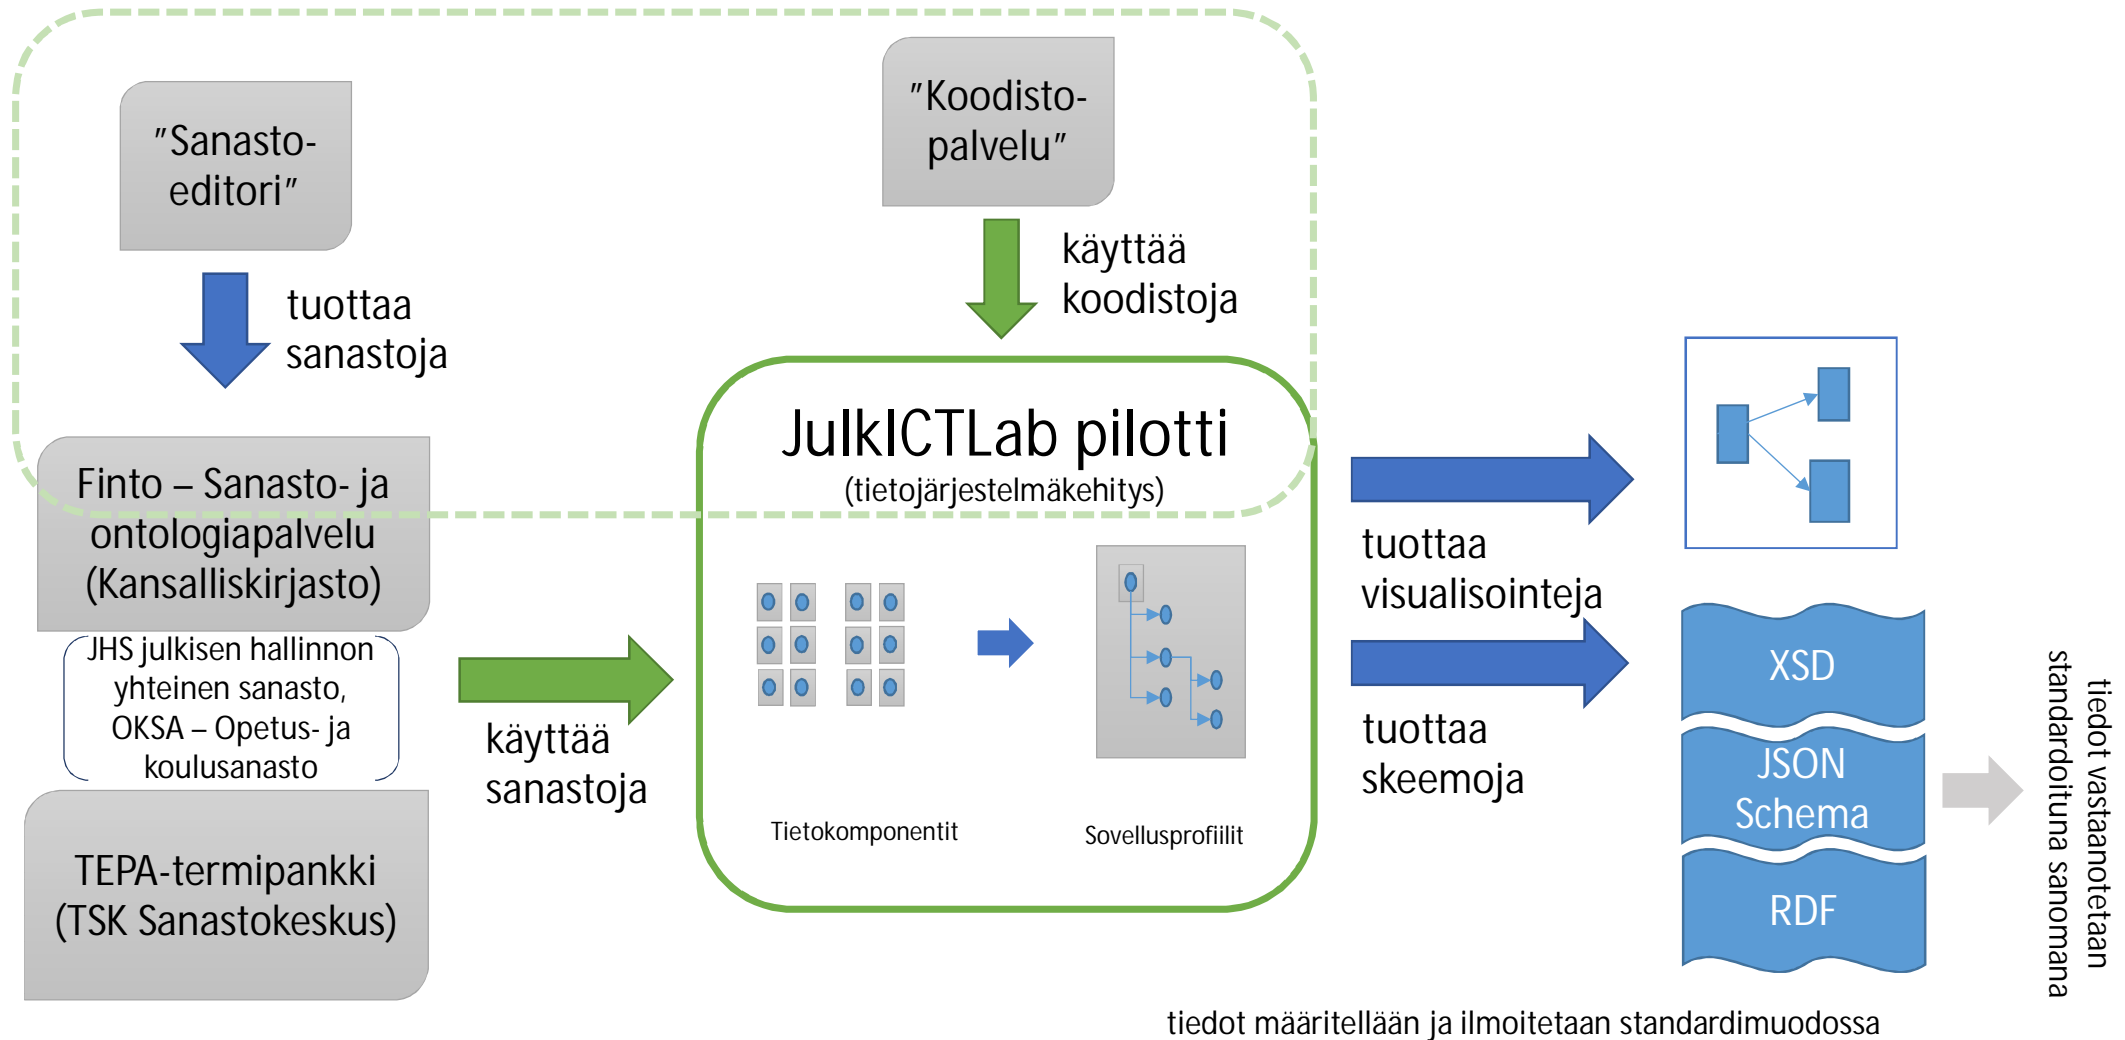 "Sanasto-
editori"
tuottaa
sanastoja
"Koodisto-
palvelu"
käyttää
koodistoja
Finto – Sanasto- ja
ontologiapalvelu
(Kansalliskirjasto)
JHS julkisen hallinnon
yhteinen sanasto,
OKSA – Opetus- ja
koulusanasto
TEPA-termipankki
(TSK Sanastokeskus)
käyttää
sanastoja
JulkICTLab pilotti
(tietojärjestelmäkehitys)
Tietokomponentit
Sovellusprofiilit
tuottaa
visualisointeja
tuottaa
skeemoja
XSD
JSON
Schema
RDF
tiedot vastaanotetaan
standardoituna sanomana
tiedot määritellään ja ilmoitetaan standardimuodossa